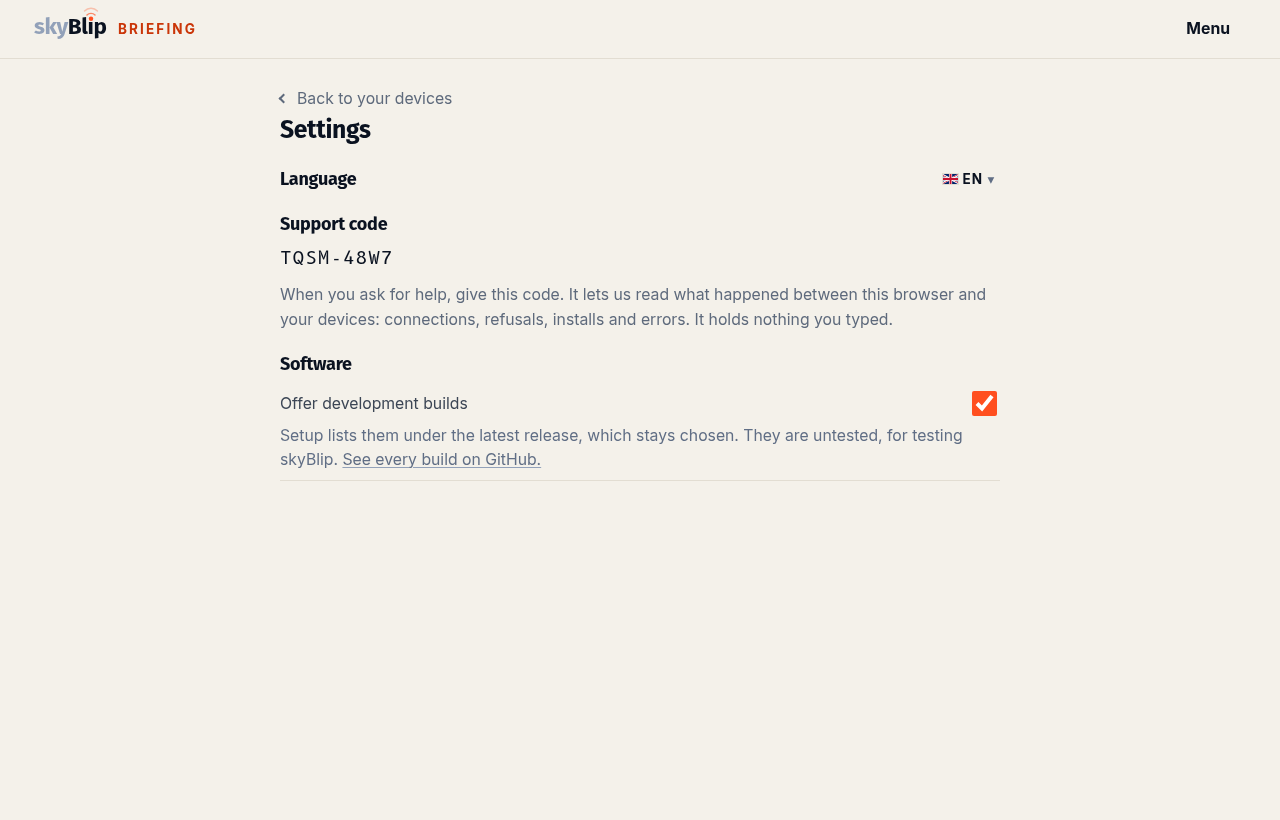 skyBlip BRIEFING
Menu
Back to your devices
Settings
Language
EN
Support code
TQSM-48W7
When you ask for help, give this code. It lets us read what happened between this browser and
your devices: connections, refusals, installs and errors. It holds nothing you typed.
Software
Offer development builds
Setup lists them under the latest release, which stays chosen. They are untested, for testing
skyBlip. See every build on GitHub.